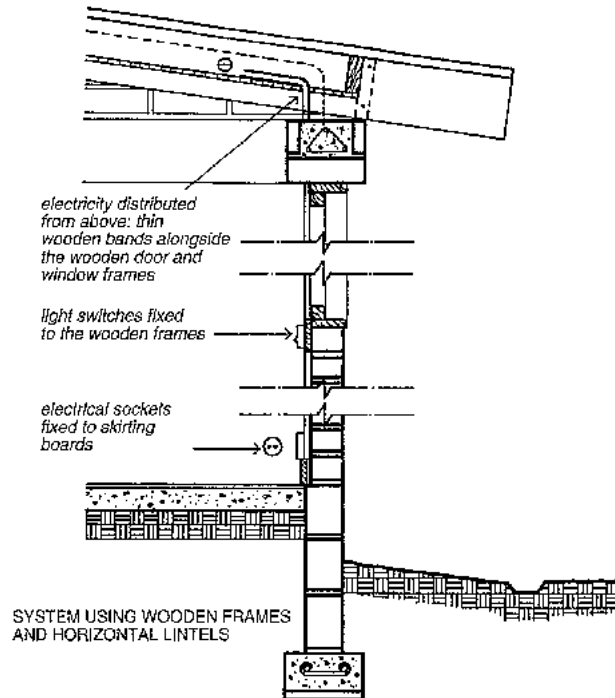 electricity distributed
from above: thin
wooden bands alongside
the wooden door and
window frames
light switches fixed
to the wooden frames
electrical sockets
fixed to skirting
boards
SYSTEM USING WOODEN FRAMES
AND HORIZONTAL LINTELS